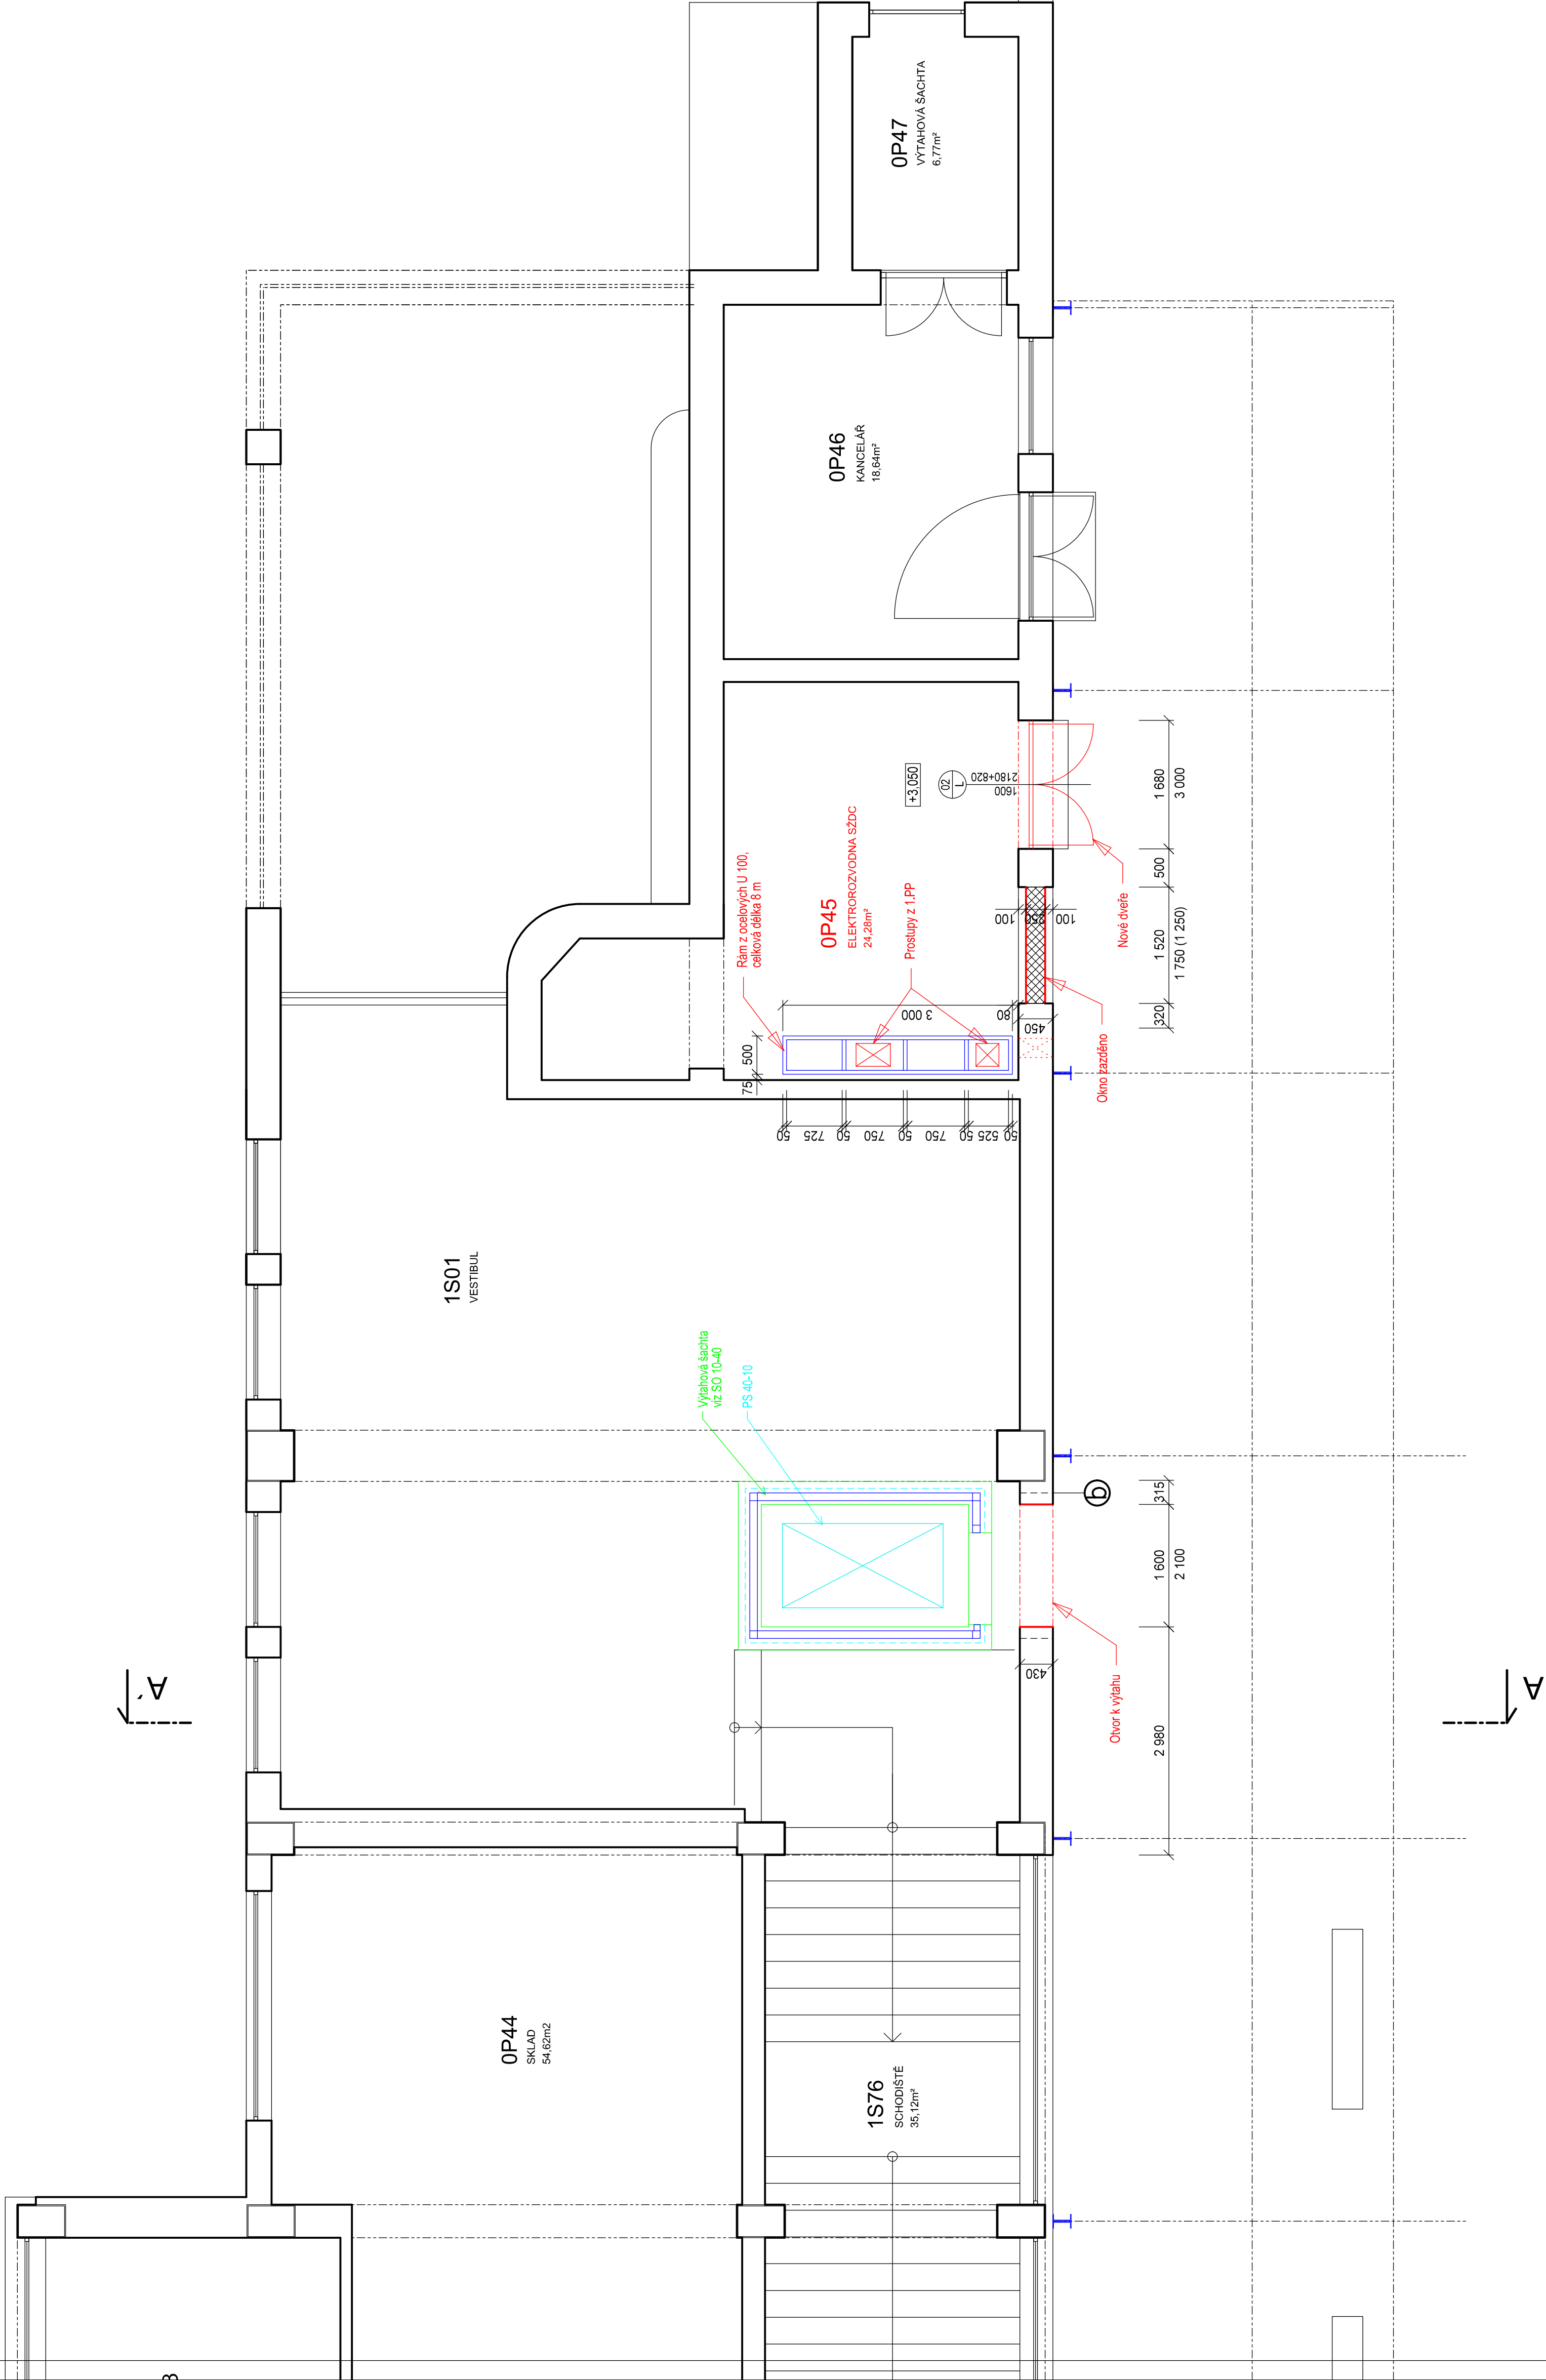 0P47
VÝTAHOVÁ ŠACHTA
6,77m²
0P46
KANCELÁŘ
18,64m²
+3,050
02
L
1600
2180+820
0P45
ELEKTROROZVODNA SŽDC
24,28m²
Rám z ocelových U 100,
celková délka 8 m
Prostupy z 1.PP
Nové dveře
Okno zazděno
1 680
3 000
500
1 520
1 750 (1 250)
320
100
250
100
450
3 000
80
500
75
50
725
50
750
50
750
50
525
50
1S01
VESTIBUL
Výtahová šachta
viz SO 10-40
PS 40-10
b
315
1 600
2 100
430
2 980
Otvor k výtahu
A´
A
0P44
SKLAD
54,62m2
1S76
SCHODIŠTĚ
35,12m²